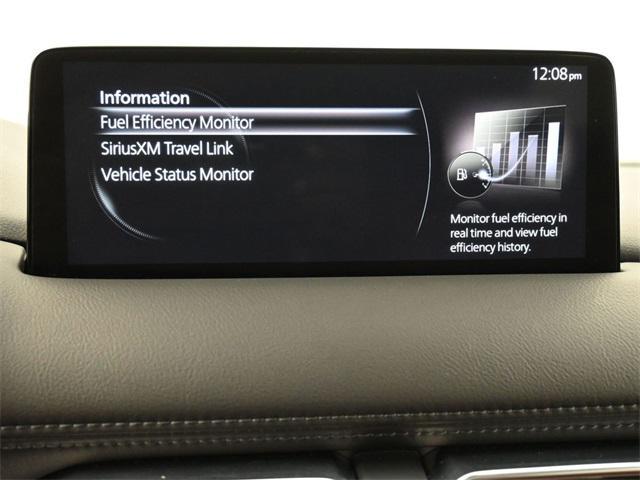 12:08pm
Information
Fuel Efficiency Monitor
SiriusXM Travel Link
Vehicle Status Monitor
Monitor fuel efficiency in
real time and view fuel
efficiency history.